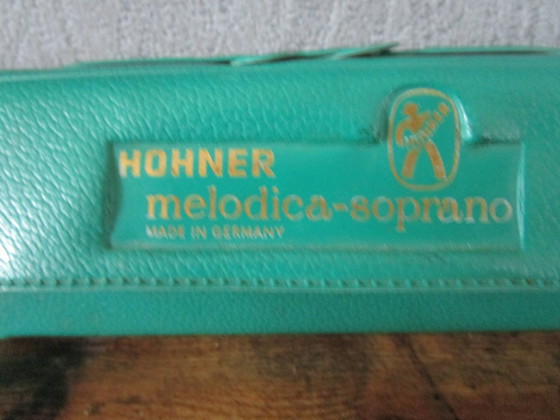 HOHNER
melodica-soprano
MADE IN GERMANY